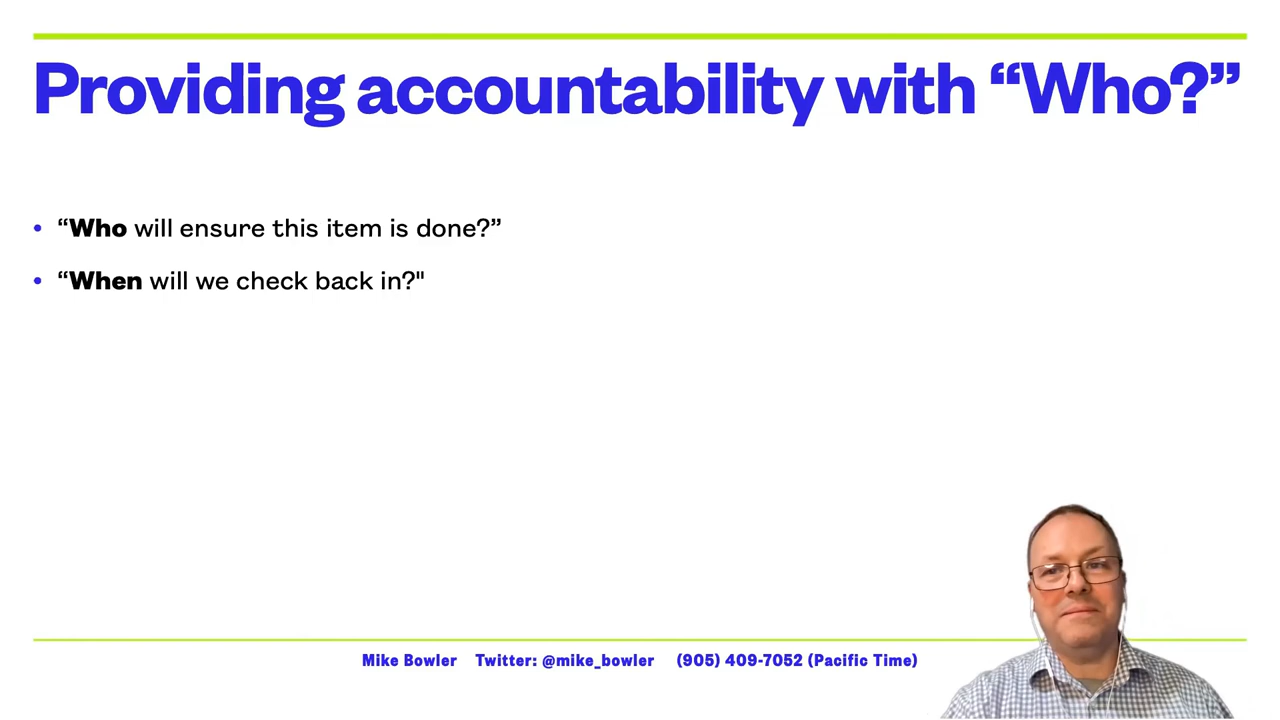 Providing accountability with “Who?”
• “Who will ensure this item is done?”
• “When will we check back in?"
Mike Bowler Twitter: @mike_bowler (905) 409-7052 (Pacific Time)